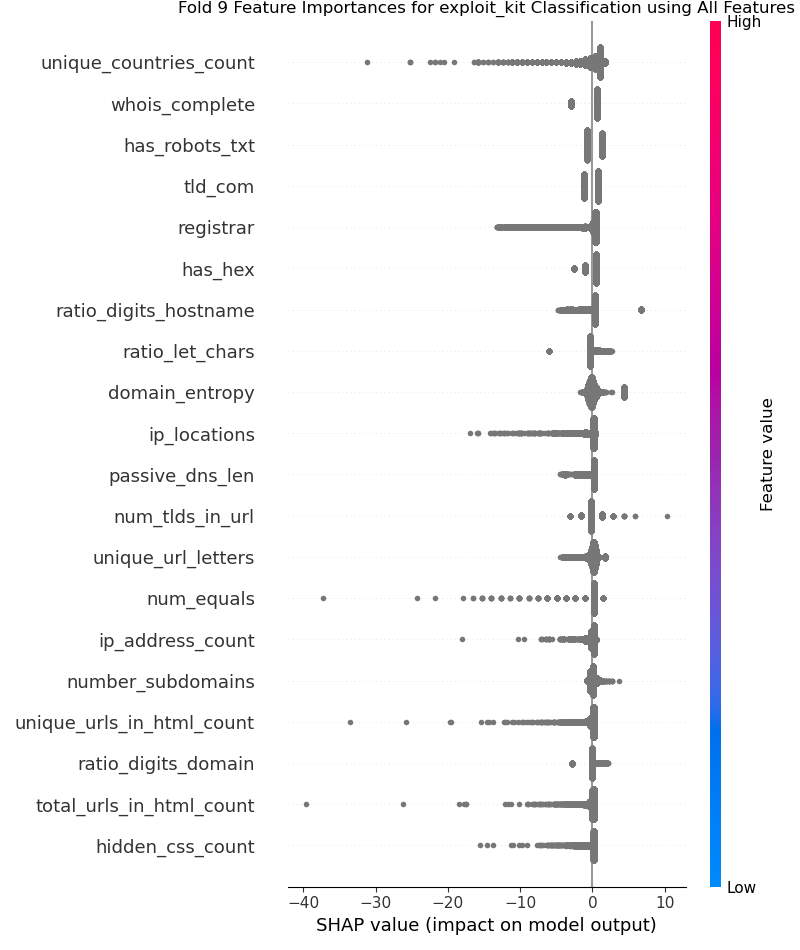 Fold 9 Feature Importances for exploit_kit Classification using All Features
High
unique_countries_count
whois_complete
has_robots_txt
tld_com
registrar
has_hex
ratio_digits_hostname
ratio_let_chars
domain_entropy
ip_locations
passive_dns_len
num_tlds_in_url
unique_url_letters
num_equals
ip_address_count
number_subdomains
unique_urls_in_html_count
ratio_digits_domain
total_urls_in_html_count
hidden_css_count
Feature value
Low
−40 −30 −20 −10 0 10
SHAP value (impact on model output)